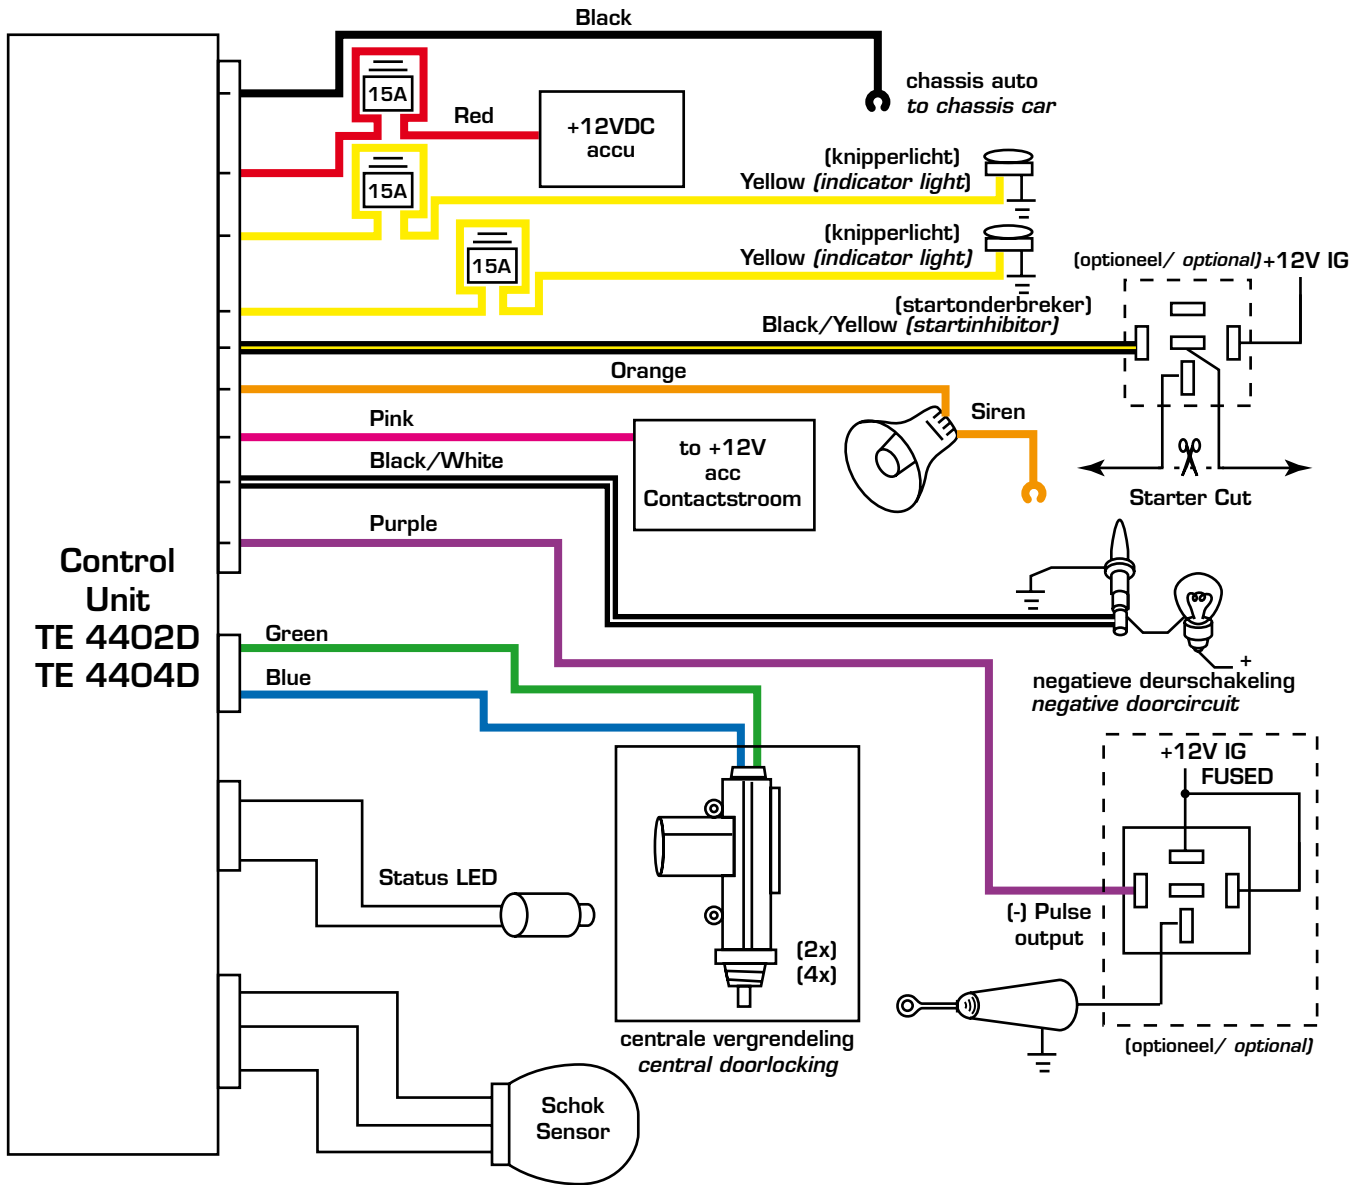 Black
chassis auto
to chassis car
15A
Red
+12VDC
accu
15A
(knipperlicht)
Yellow (indicator light)
15A
(knipperlicht)
Yellow (indicator light)
(optioneel/ optional)
+12V IG
(startonderbreker)
Black/Yellow (startinhibitor)
Orange
Siren
Pink
to +12V
acc
Contactstroom
Black/White
Starter Cut
Purple
Control
Unit
TE 4402D
TE 4404D
Green
Blue
+
negatieve deurschakeling
negative doorcircuit
+12V IG
FUSED
Status LED
(-) Pulse
output
(2x)
(4x)
centrale vergrendeling
central doorlocking
(optioneel/ optional)
Schok
Sensor